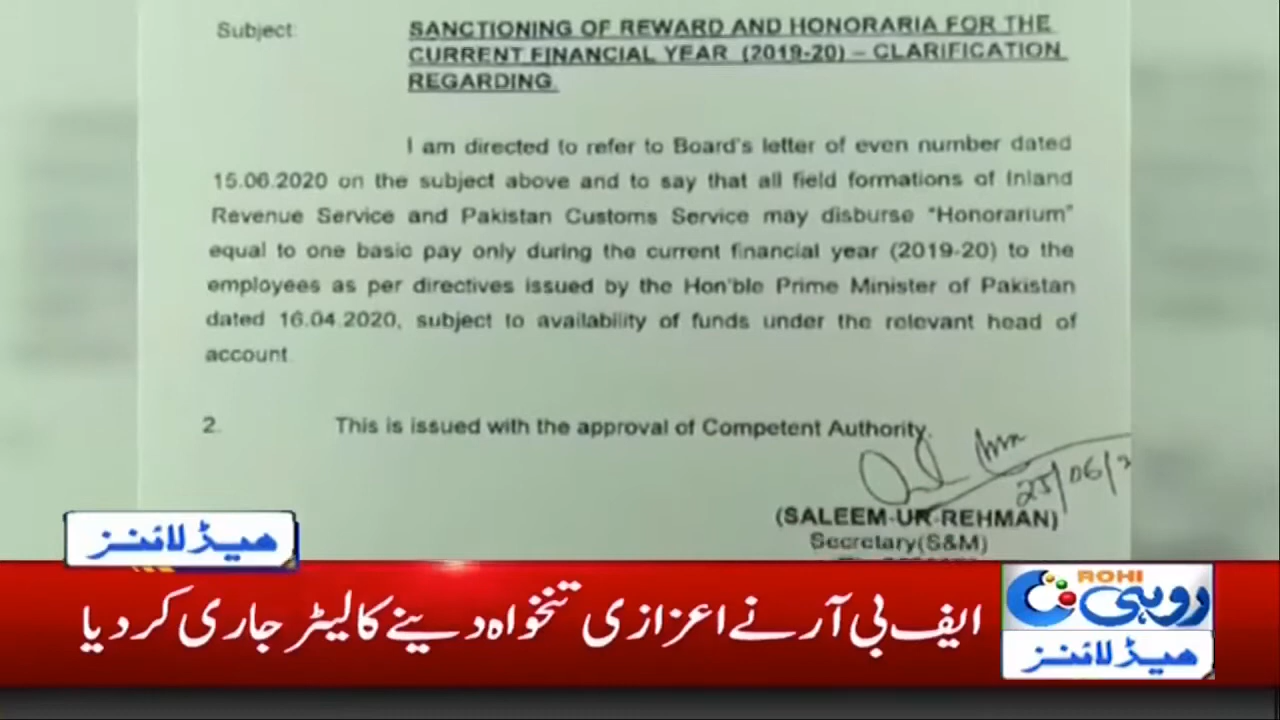 Subject:
SANCTIONING OF REWARD AND HONORARIA FOR THE
CURRENT FINANCIAL YEAR (2019-20) – CLARIFICATION
REGARDING.
I am directed to refer to Board's letter of even number dated
15.06.2020 on the subject above and to say that all field formations of Inland
Revenue Service and Pakistan Customs Service may disburse "Honorarium"
equal to one basic pay only during the current financial year (2019-20) to the
employees as per directives issued by the Hon'ble Prime Minister of Pakistan
dated 16.04.2020, subject to availability of funds under the relevant head of
account
2. This is issued with the approval of Competent Authority.
25/06/2
(SALEEM-UR-REHMAN)
Secretary(S&M)
ہیڈلائنز
ایف بی آر نے اعزازی تنخواہ دینے کا لیٹر جاری کر دیا
ROHI
روہی
ہیڈلائنز